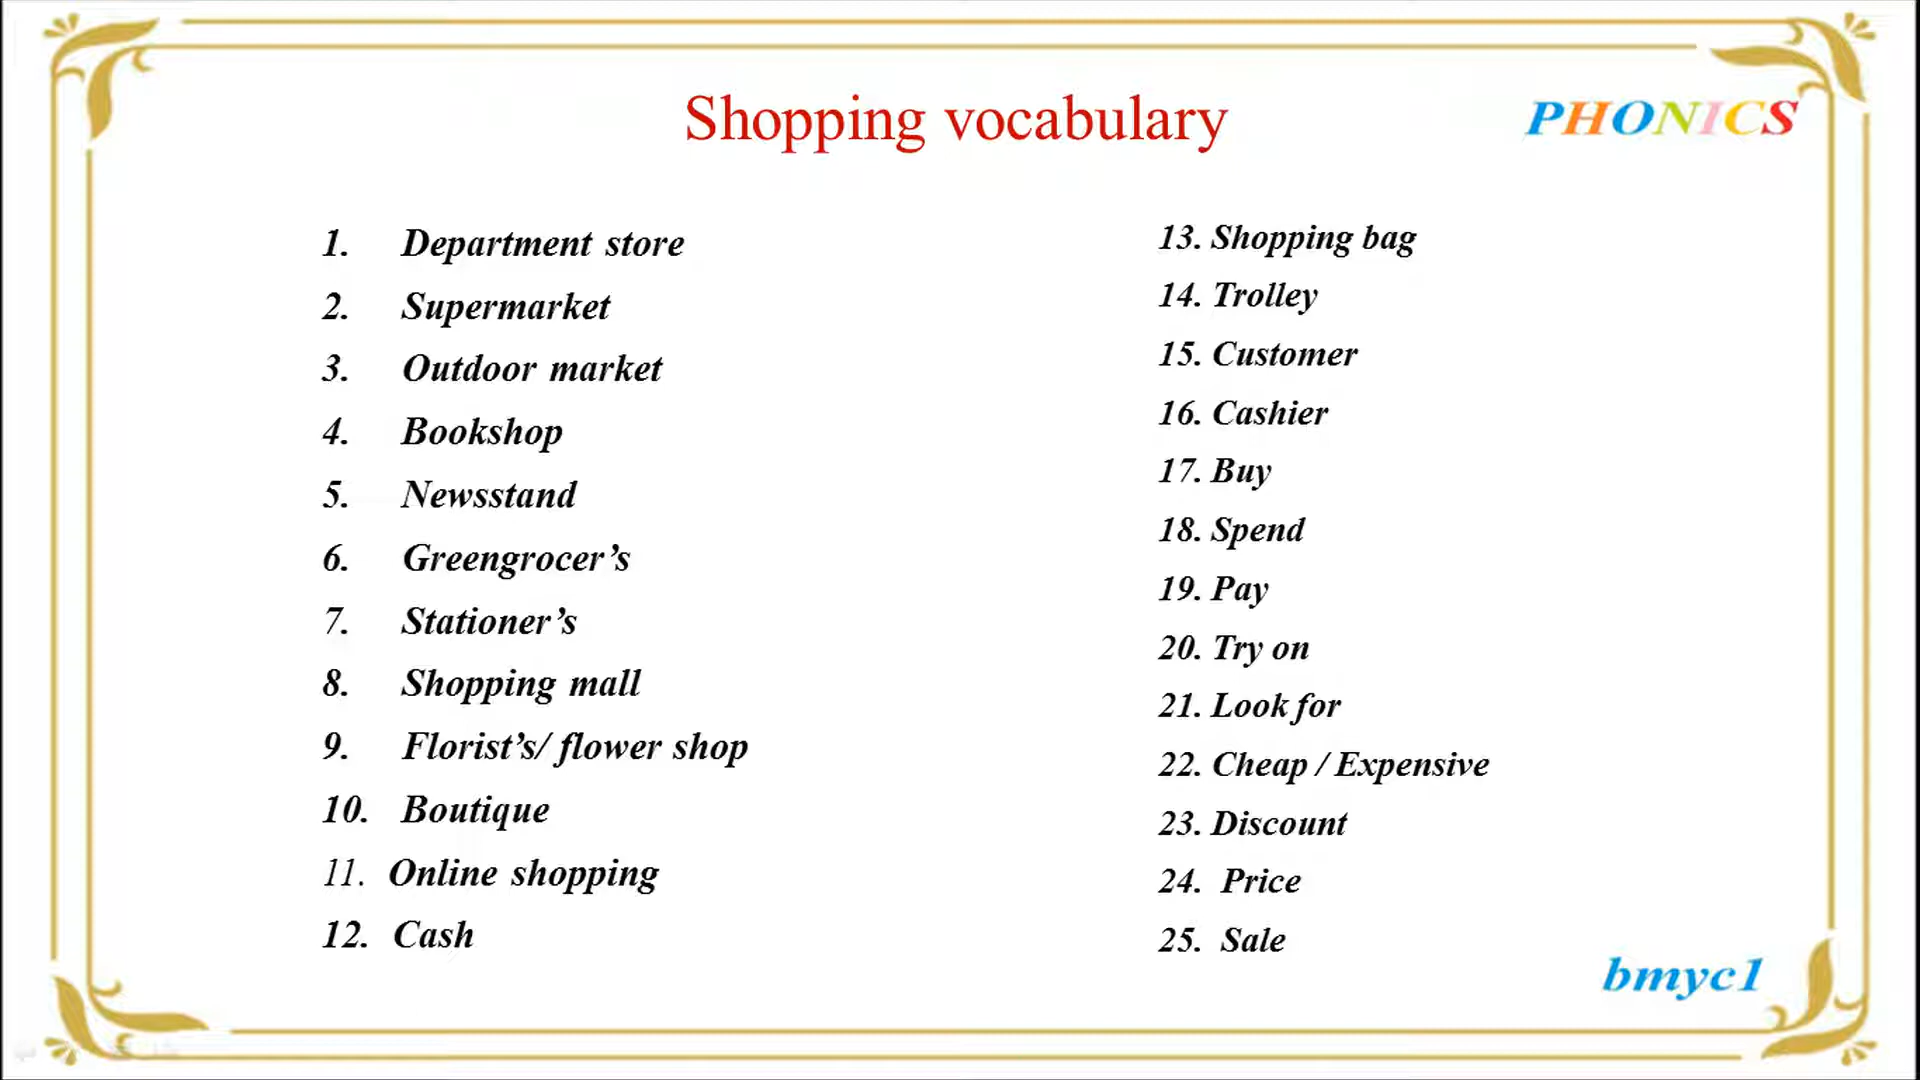 Shopping vocabulary
PHONICS
1. Department store
2. Supermarket
3. Outdoor market
4. Bookshop
5. Newsstand
6. Greengrocer’s
7. Stationer’s
8. Shopping mall
9. Florist’s/ flower shop
10. Boutique
11. Online shopping
12. Cash
13. Shopping bag
14. Trolley
15. Customer
16. Cashier
17. Buy
18. Spend
19. Pay
20. Try on
21. Look for
22. Cheap / Expensive
23. Discount
24. Price
25. Sale
bmyc1